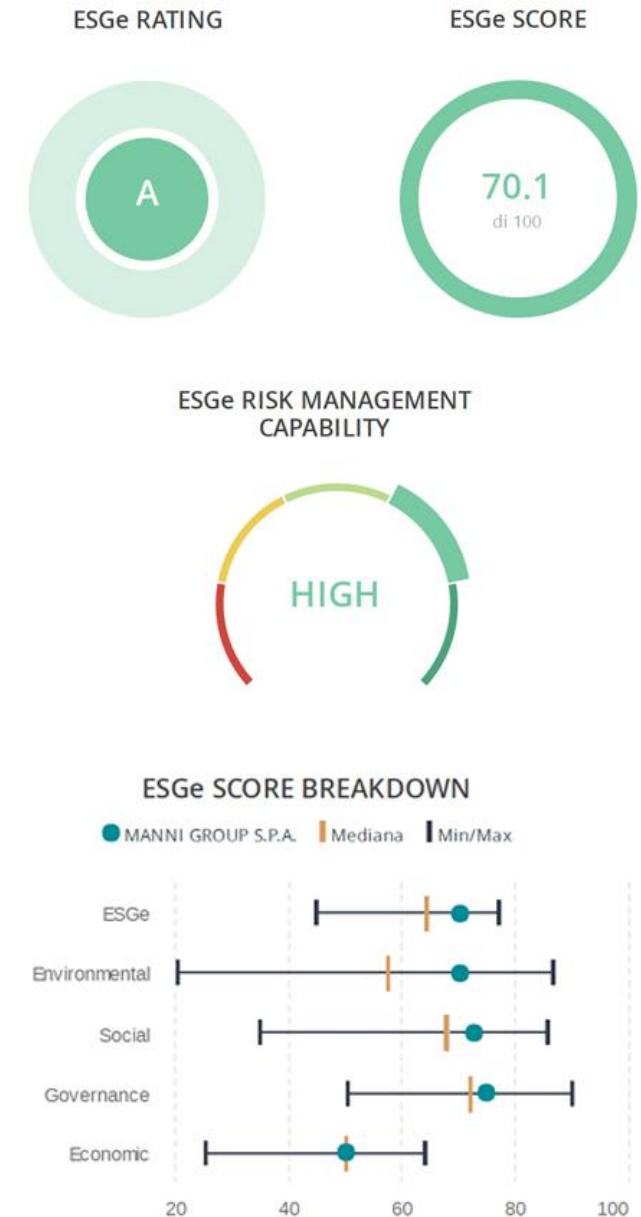 ESGe RATING
ESGe SCORE
A
70.1
di 100
ESGe RISK MANAGEMENT
CAPABILITY
HIGH
ESGe SCORE BREAKDOWN
MANNI GROUP S.P.A. Mediana Min/Max
ESGe
Environmental
Social
Governance
Economic
20 40 60 80 100